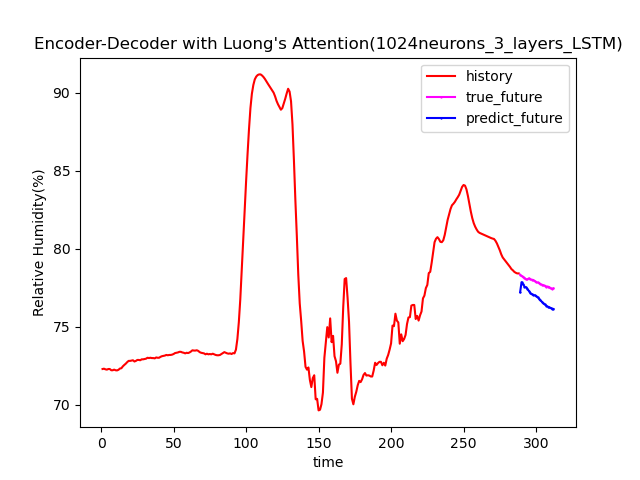 Encoder-Decoder with Luong's Attention(1024neurons_3_layers_LSTM)
history
true_future
predict_future
Relative Humidity(%)
90
85
80
75
70
0 50 100 150 200 250 300
time